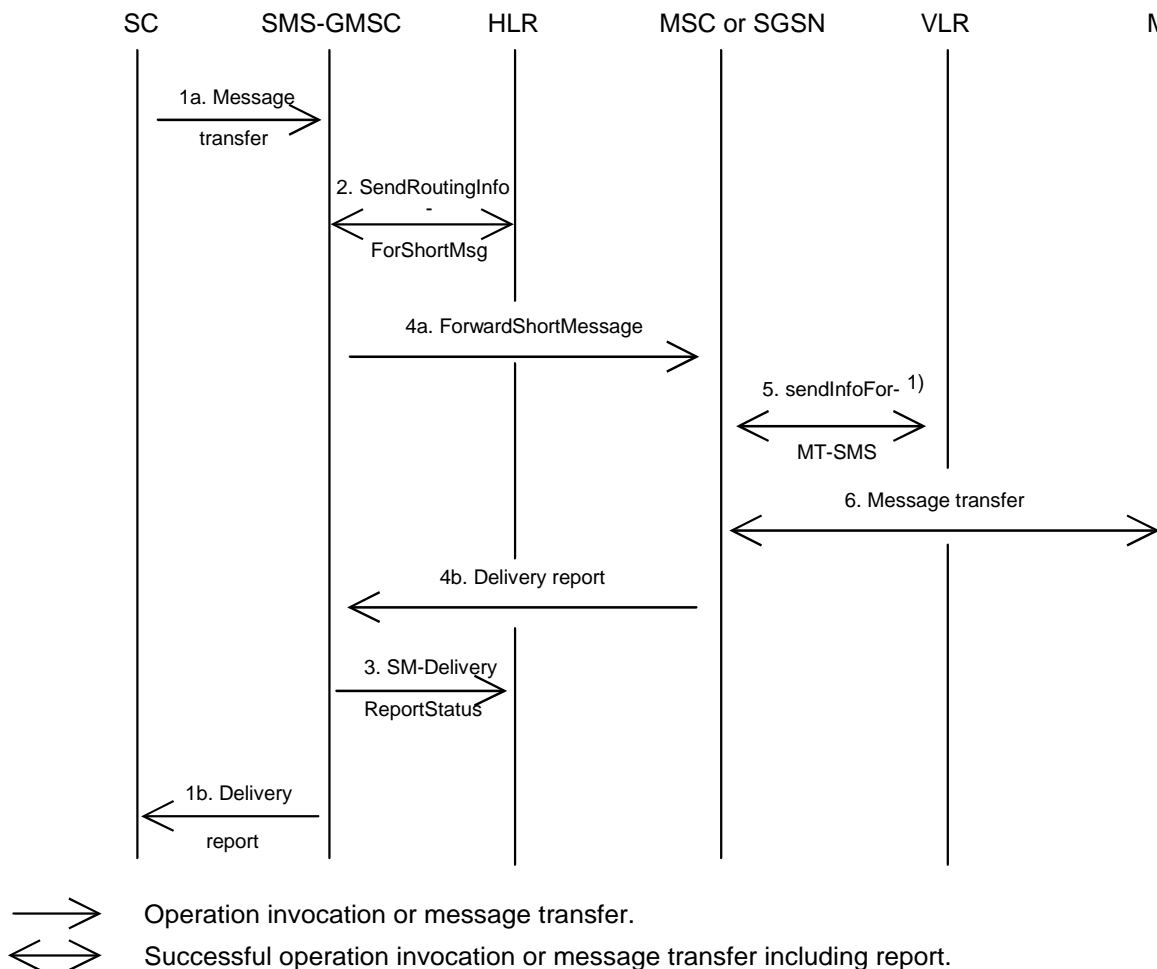 SC SMS-GMSC HLR MSC or SGSN VLR M
1a. Message
transfer
2. SendRoutingInfo
-
ForShortMsg
4a. ForwardShortMessage
5. sendInfoFor- 1)
MT-SMS
6. Message transfer
4b. Delivery report
3. SM-Delivery
ReportStatus
1b. Delivery
report
Operation invocation or message transfer.
Successful operation invocation or message transfer including report.